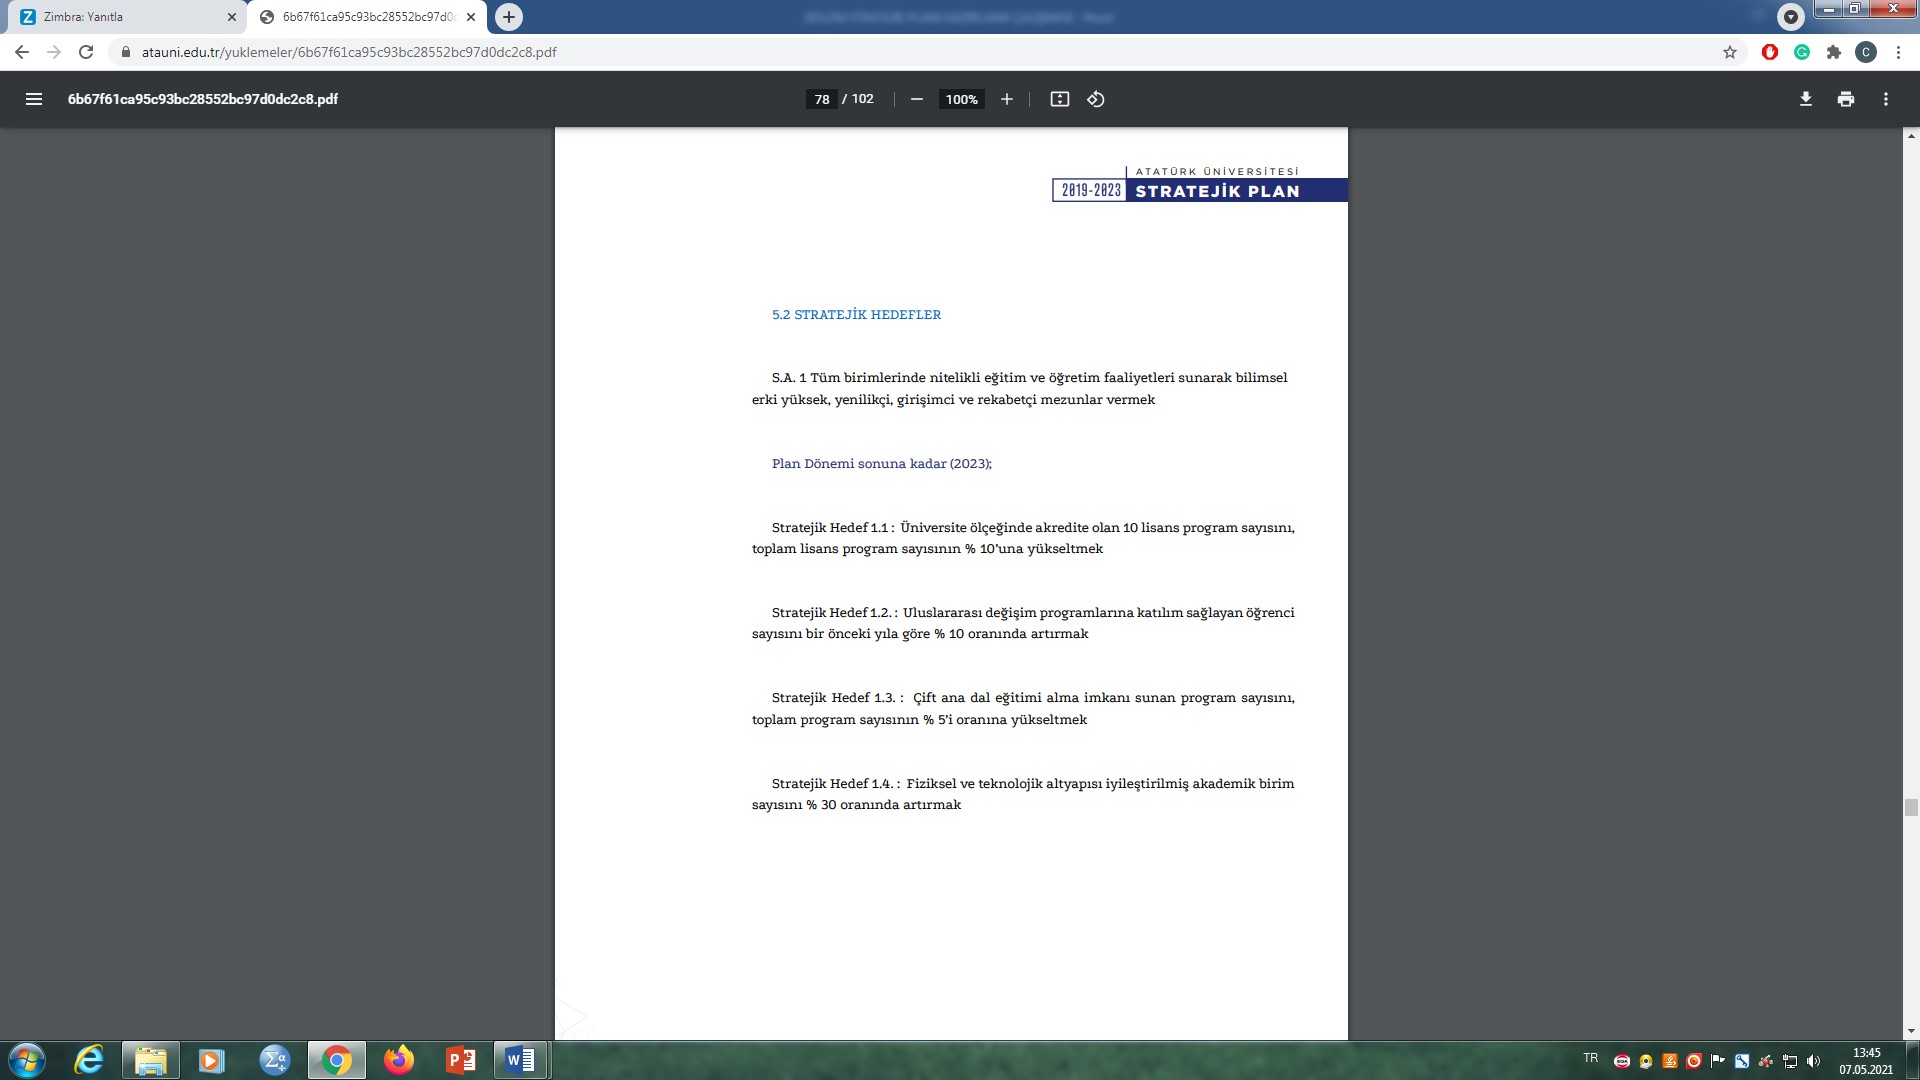 Zimbra: Yanıtla
6b67f61ca95c93bc28552bc97d0d
atauni.edu.tr/yuklemeler/6b67f61ca95c93bc28552bc97d0dc2c8.pdf
C
6b67f61ca95c93bc28552bc97d0dc2c8.pdf
78 / 102
100%
ATATÜRK ÜNİVERSİTESİ
2019-2023 STRATEJİK PLAN
5.2 STRATEJİK HEDEFLER
S.A. 1 Tüm birimlerinde nitelikli eğitim ve öğretim faaliyetleri sunarak bilimsel
erki yüksek, yenilikçi, girişimci ve rekabetçi mezunlar vermek
Plan Dönemi sonuna kadar (2023);
Stratejik Hedef 1.1 : Üniversite ölçeğinde akredite olan 10 lisans program sayısını,
toplam lisans program sayısının % 10'una yükseltmek
Stratejik Hedef 1.2. : Uluslararası değişim programlarına katılım sağlayan öğrenci
sayısını bir önceki yıla göre % 10 oranında artırmak
Stratejik Hedef 1.3. : Çift ana dal eğitimi alma imkanı sunan program sayısını,
toplam program sayısının % 5'i oranına yükseltmek
Stratejik Hedef 1.4. : Fiziksel ve teknolojik altyapısı iyileştirilmiş akademik birim
sayısını % 30 oranında artırmak
TR
13:45
07.05.2021